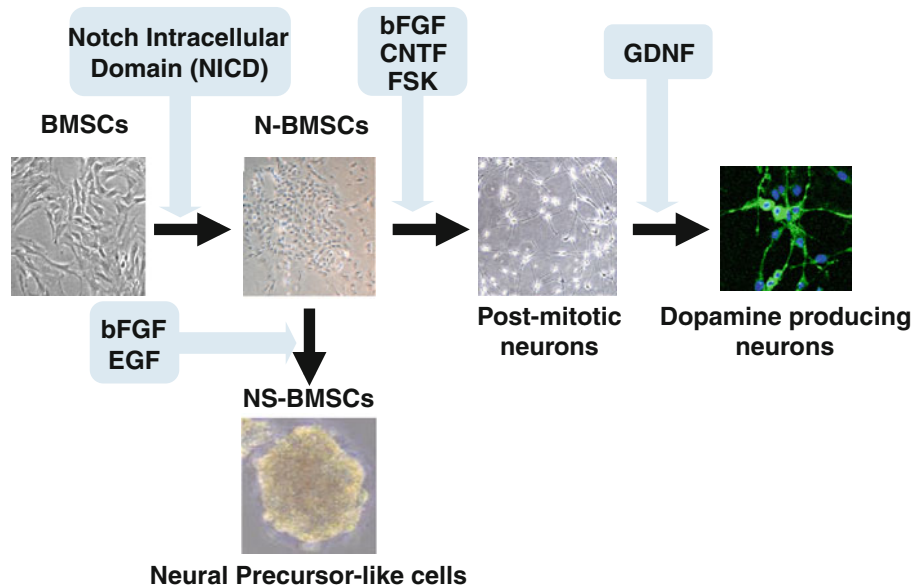 Notch Intracellular
Domain (NICD)
bFGF
CNTF
FSK
GDNF
BMSCs
N-BMSCs
Post-mitotic
neurons
Dopamine producing
neurons
bFGF
EGF
NS-BMSCs
Neural Precursor-like cells